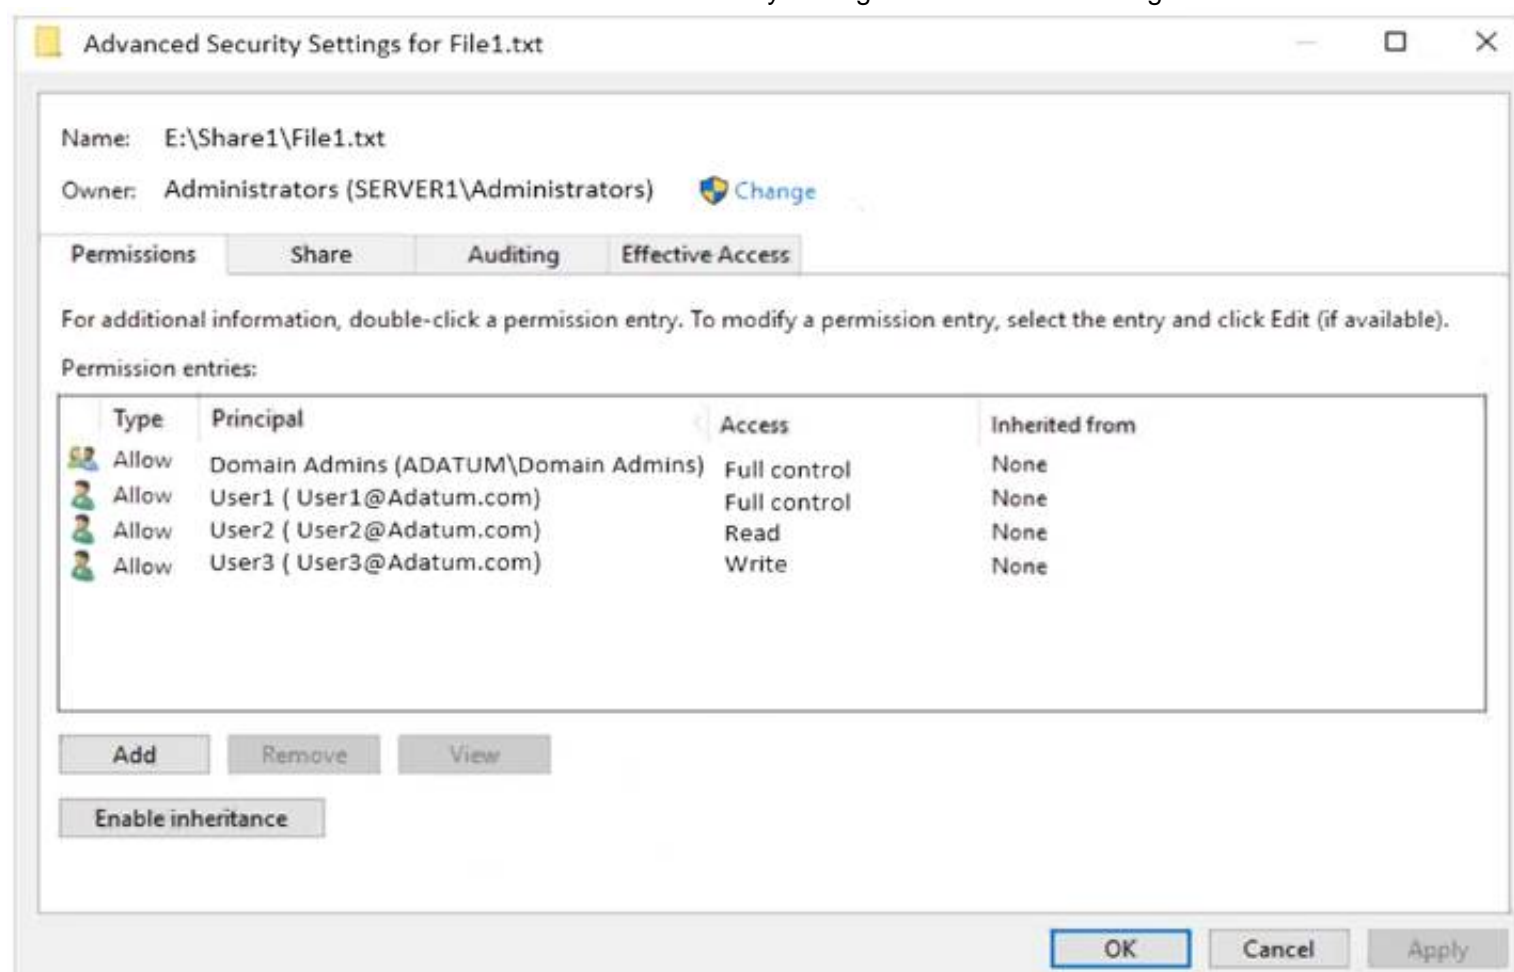 Advanced Security Settings for File1.txt
Name: E:\Share1\File1.txt
Owner: Administrators (SERVER1\Administrators) Change
Permissions Share Auditing Effective Access
For additional information, double-click a permission entry. To modify a permission entry, select the entry and click Edit (if available).
Permission entries:
Type Principal Access Inherited from
Allow Domain Admins (ADATUM\Domain Admins) Full control None
Allow User1 ( User1@Adatum.com) Full control None
Allow User2 ( User2@Adatum.com) Read None
Allow User3 ( User3@Adatum.com) Write None
Add Remove View
Enable inheritance
OK Cancel Apply